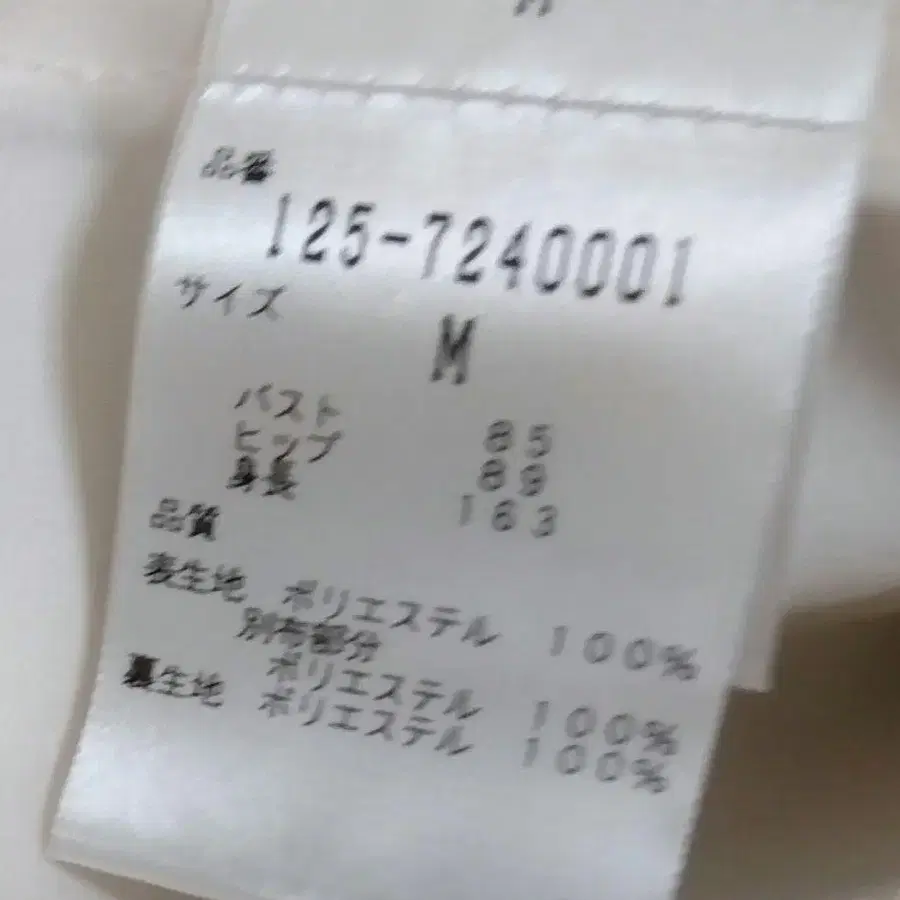 M
品番
125-7240001
サイズ
M
バスト 85
ヒップ 89
身長 163
品質
表生地 ポリエステル 100%
別布部分
ポリエステル 100%
裏生地 ポリエステル 100%